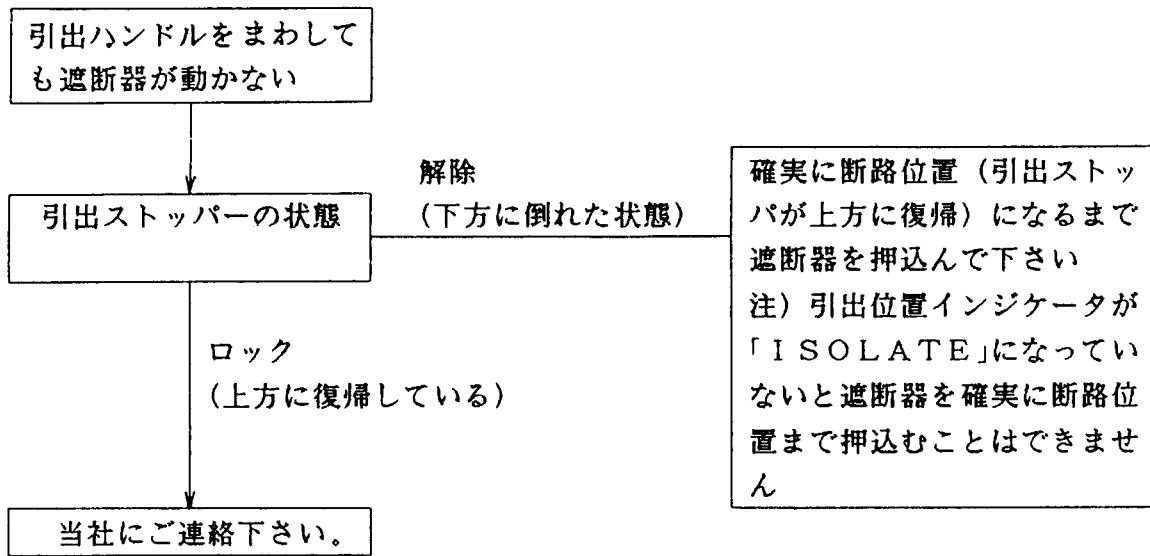 引出ハンドルをまわして
も遮断器が動かない
引出ストッパーの状態
解除
(下方に倒れた状態)
確実に断路位置（引出ストッ
パが上方に復帰）になるまで
遮断器を押込んで下さい
注）引出位置インジケータが
「ＩＳＯＬＡＴＥ」になってい
ないと遮断器を確実に断路位
置まで押込むことはできませ
ん
ロック
(上方に復帰している)
当社にご連絡下さい。